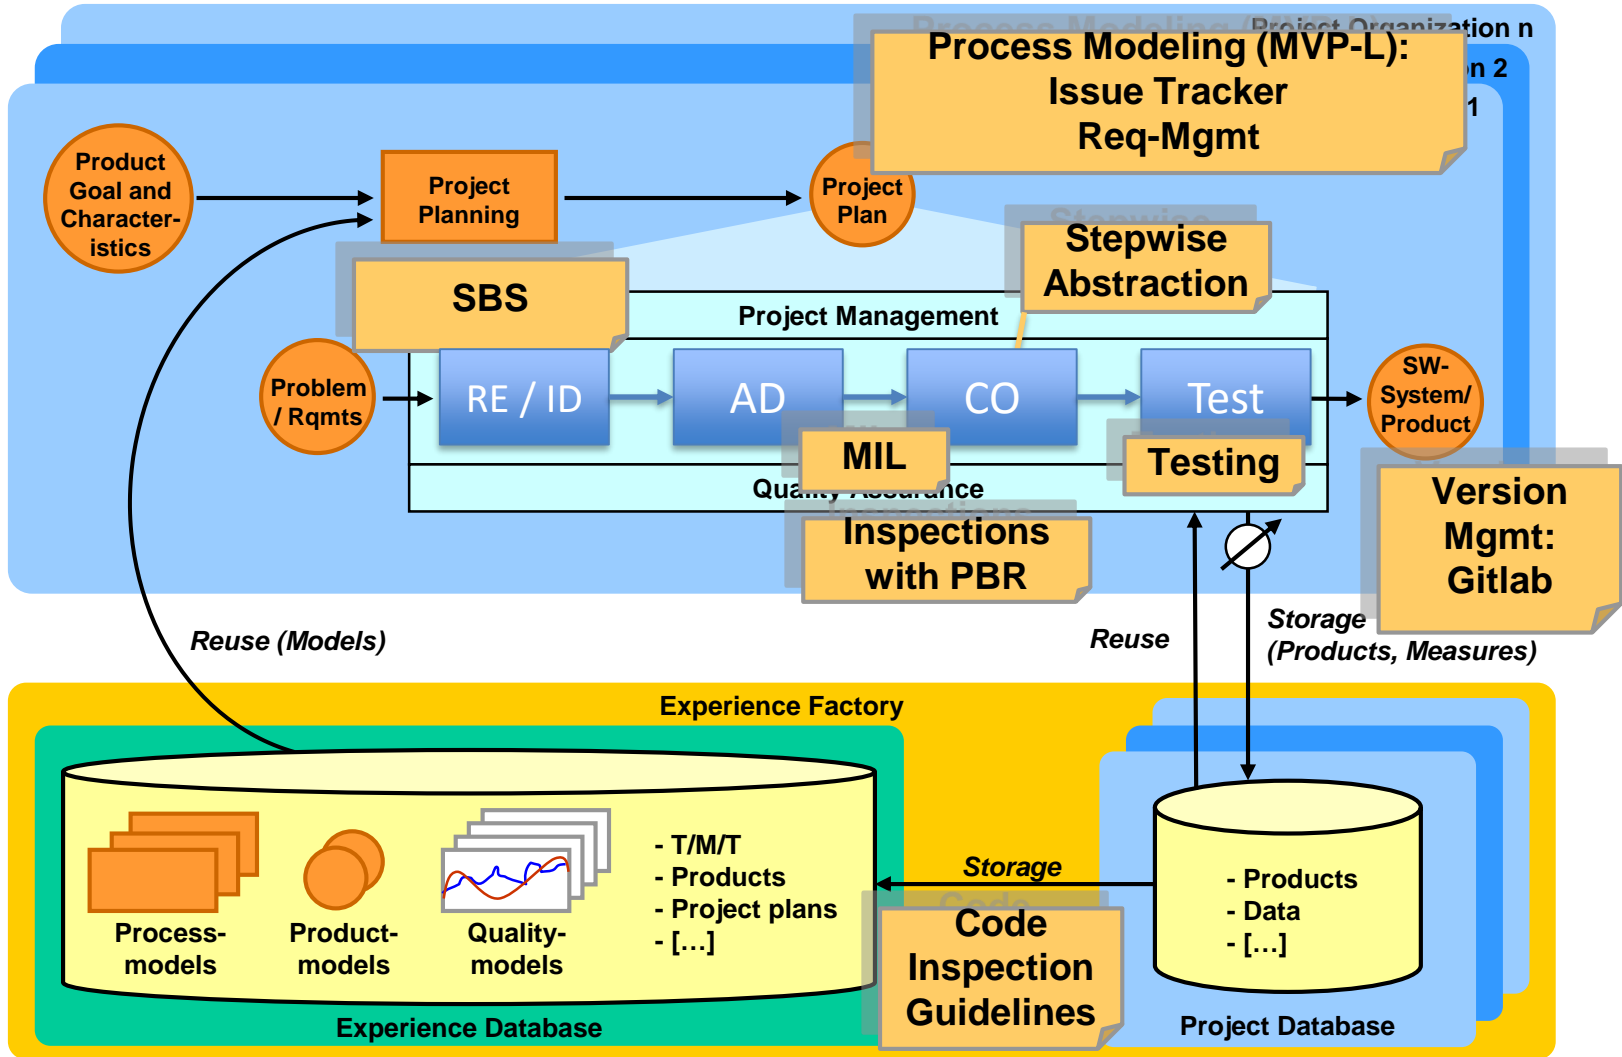 Project Organization n
on 2
1
Process Modeling (MVP-L):
Issue Tracker
Req-Mgmt
Product
Goal and
Character-
istics
Project
Planning
Project
Plan
Stepwise
Abstraction
SBS
Project Management
Problem
/ Rqmts
RE / ID
AD
CO
Test
SW-
System/
Product
MIL
Testing
Quality Assurance
Inspections
with PBR
Version
Mgmt:
Gitlab
Reuse (Models)
Reuse
Storage
(Products, Measures)
Experience Factory
- T/M/T
- Products
- Project plans
- […]
Process-
models
Product-
models
Quality-
models
Storage
Code
Inspection
Guidelines
- Products
- Data
- […]
Experience Database
Project Database